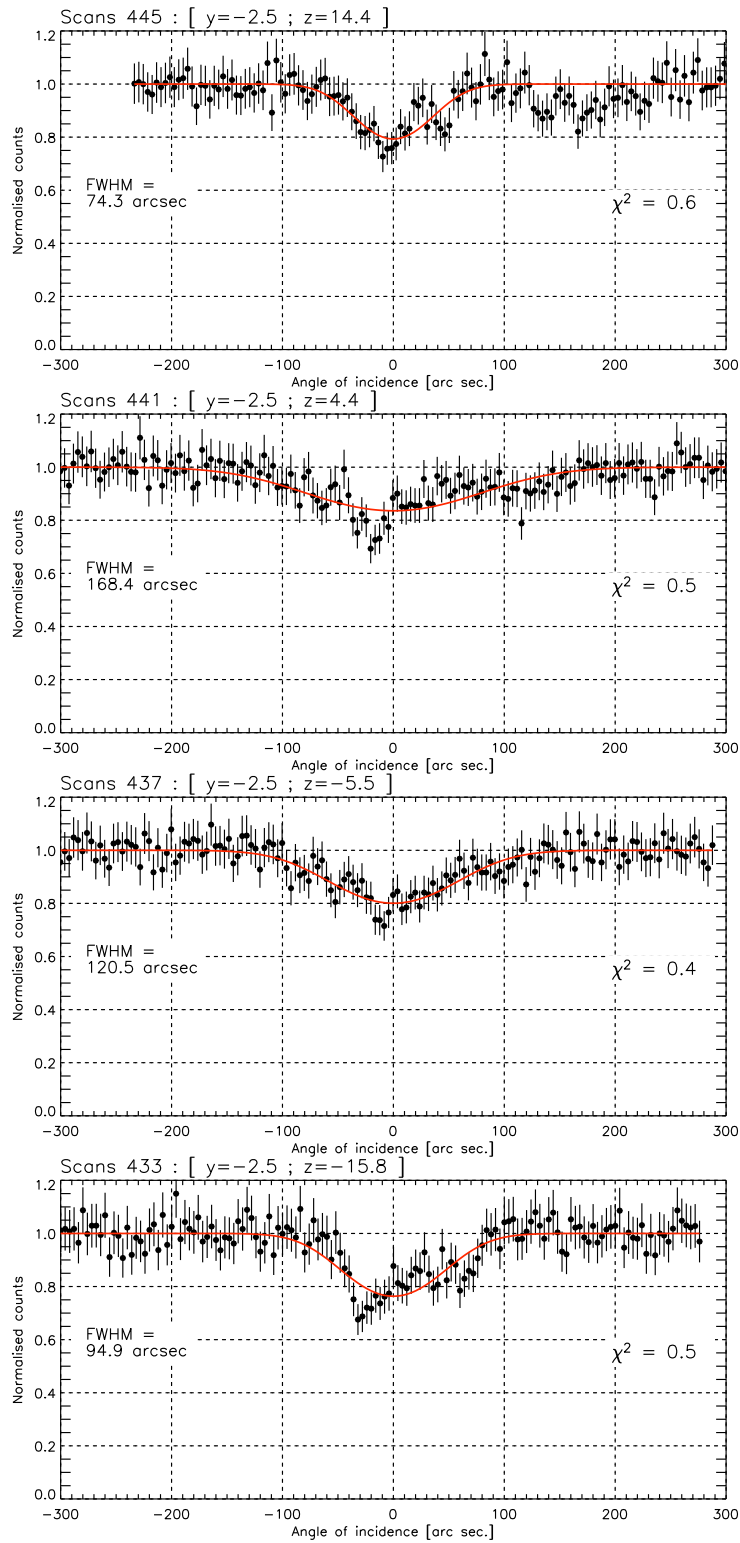 Scans 445 : [ y=−2.5 ; z=14.4 ]
1.2
1.0
0.8
0.6
0.4
0.2
0.0
Normalised counts
FWHM =
74.3 arcsec
χ² = 0.6
−300 −200 −100 0 100 200 300
Angle of incidence [arc sec.]
Scans 441 : [ y=−2.5 ; z=4.4 ]
1.2
1.0
0.8
0.6
0.4
0.2
0.0
Normalised counts
FWHM =
168.4 arcsec
χ² = 0.5
−300 −200 −100 0 100 200 300
Angle of incidence [arc sec.]
Scans 437 : [ y=−2.5 ; z=−5.5 ]
1.2
1.0
0.8
0.6
0.4
0.2
0.0
Normalised counts
FWHM =
120.5 arcsec
χ² = 0.4
−300 −200 −100 0 100 200 300
Angle of incidence [arc sec.]
Scans 433 : [ y=−2.5 ; z=−15.8 ]
1.2
1.0
0.8
0.6
0.4
0.2
0.0
Normalised counts
FWHM =
94.9 arcsec
χ² = 0.5
−300 −200 −100 0 100 200 300
Angle of incidence [arc sec.]